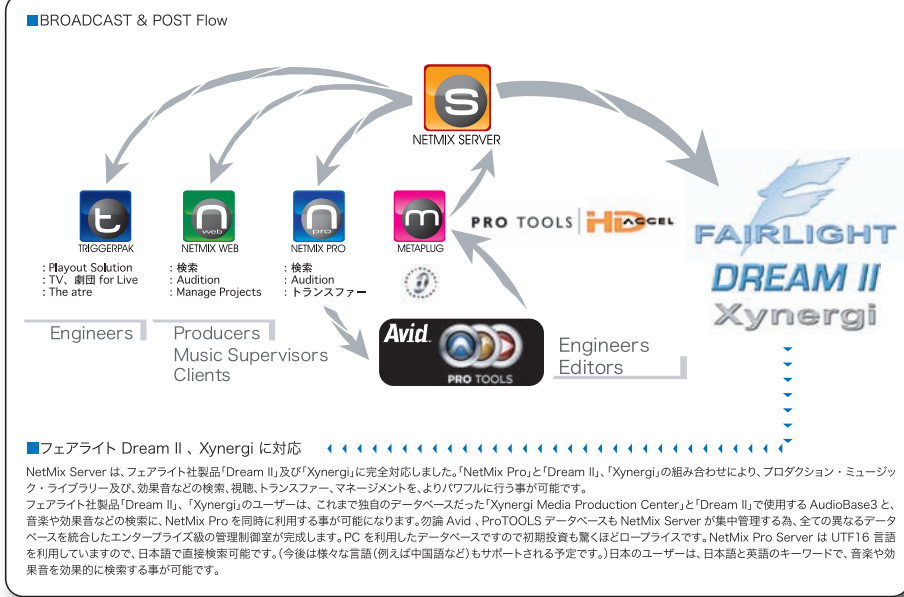 ■BROADCAST & POST Flow
S
NETMIX SERVER
t
TRIGGERPAK
: Playout Solution
: TV、劇団 for Live
: The atre
n
web
NETMIX WEB
: 検索
: Audition
: Manage Projects
n
pro
NETMIX PRO
: 検索
: Audition
: トランスファー
m
METAPLUG
PRO TOOLS | HD ACCEL
FAIRLIGHT
DREAM II
Xynergi
Engineers
Producers
Music Supervisors
Clients
Avid
PRO TOOLS
Engineers
Editors
■フェアライト Dream II 、Xynergi に対応
NetMix Server は、フェアライト社製品「Dream II」及び「Xynergi」に完全対応しました。「NetMix Pro」と「Dream II」、「Xynergi」の組み合わせにより、プロダクション・ミュージッ
ク・ライブラリー及び、効果音などの検索、視聴、トランスファー、マネージメントを、よりパワフルに行う事が可能です。
フェアライト社製品「Dream II」、「Xynergi」のユーザーは、これまで独自のデータベースだった「Xynergi Media Production Center」と「Dream II」で使用する AudioBase3 と、
音楽や効果音などの検索に、NetMix Pro を同時に利用する事が可能になります。勿論 Avid 、ProTOOLS データベースも NetMix Server が集中管理する為、全ての異なるデータ
ベースを統合したエンタープライズ級の管理制御室が完成します。PC を利用したデータベースですので初期投資も驚くほどロープライスです。NetMix Pro Server は UTF16 言語
を利用していますので、日本語で直接検索可能です。（今後は様々な言語（例えば中国語など）もサポートされる予定です。）日本のユーザーは、日本語と英語のキーワードで、音楽や効
果音を効果的に検索する事が可能です。